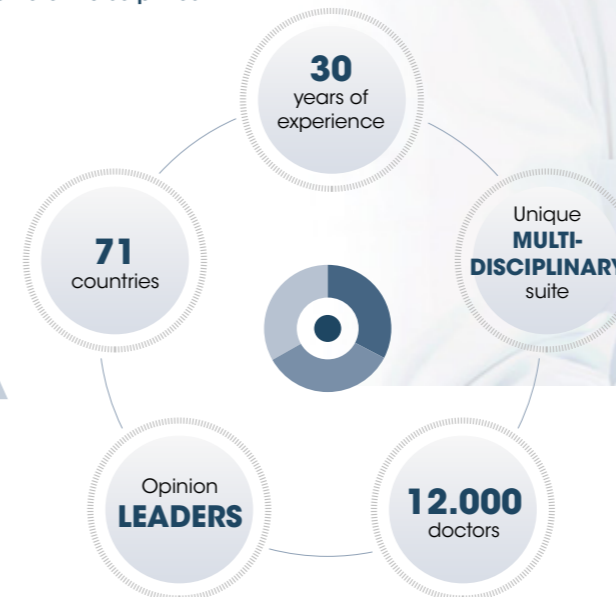 30
years of
experience
Unique
MULTI-
DISCIPLINARY
suite
71
countries
Opinion
LEADERS
12.000
doctors